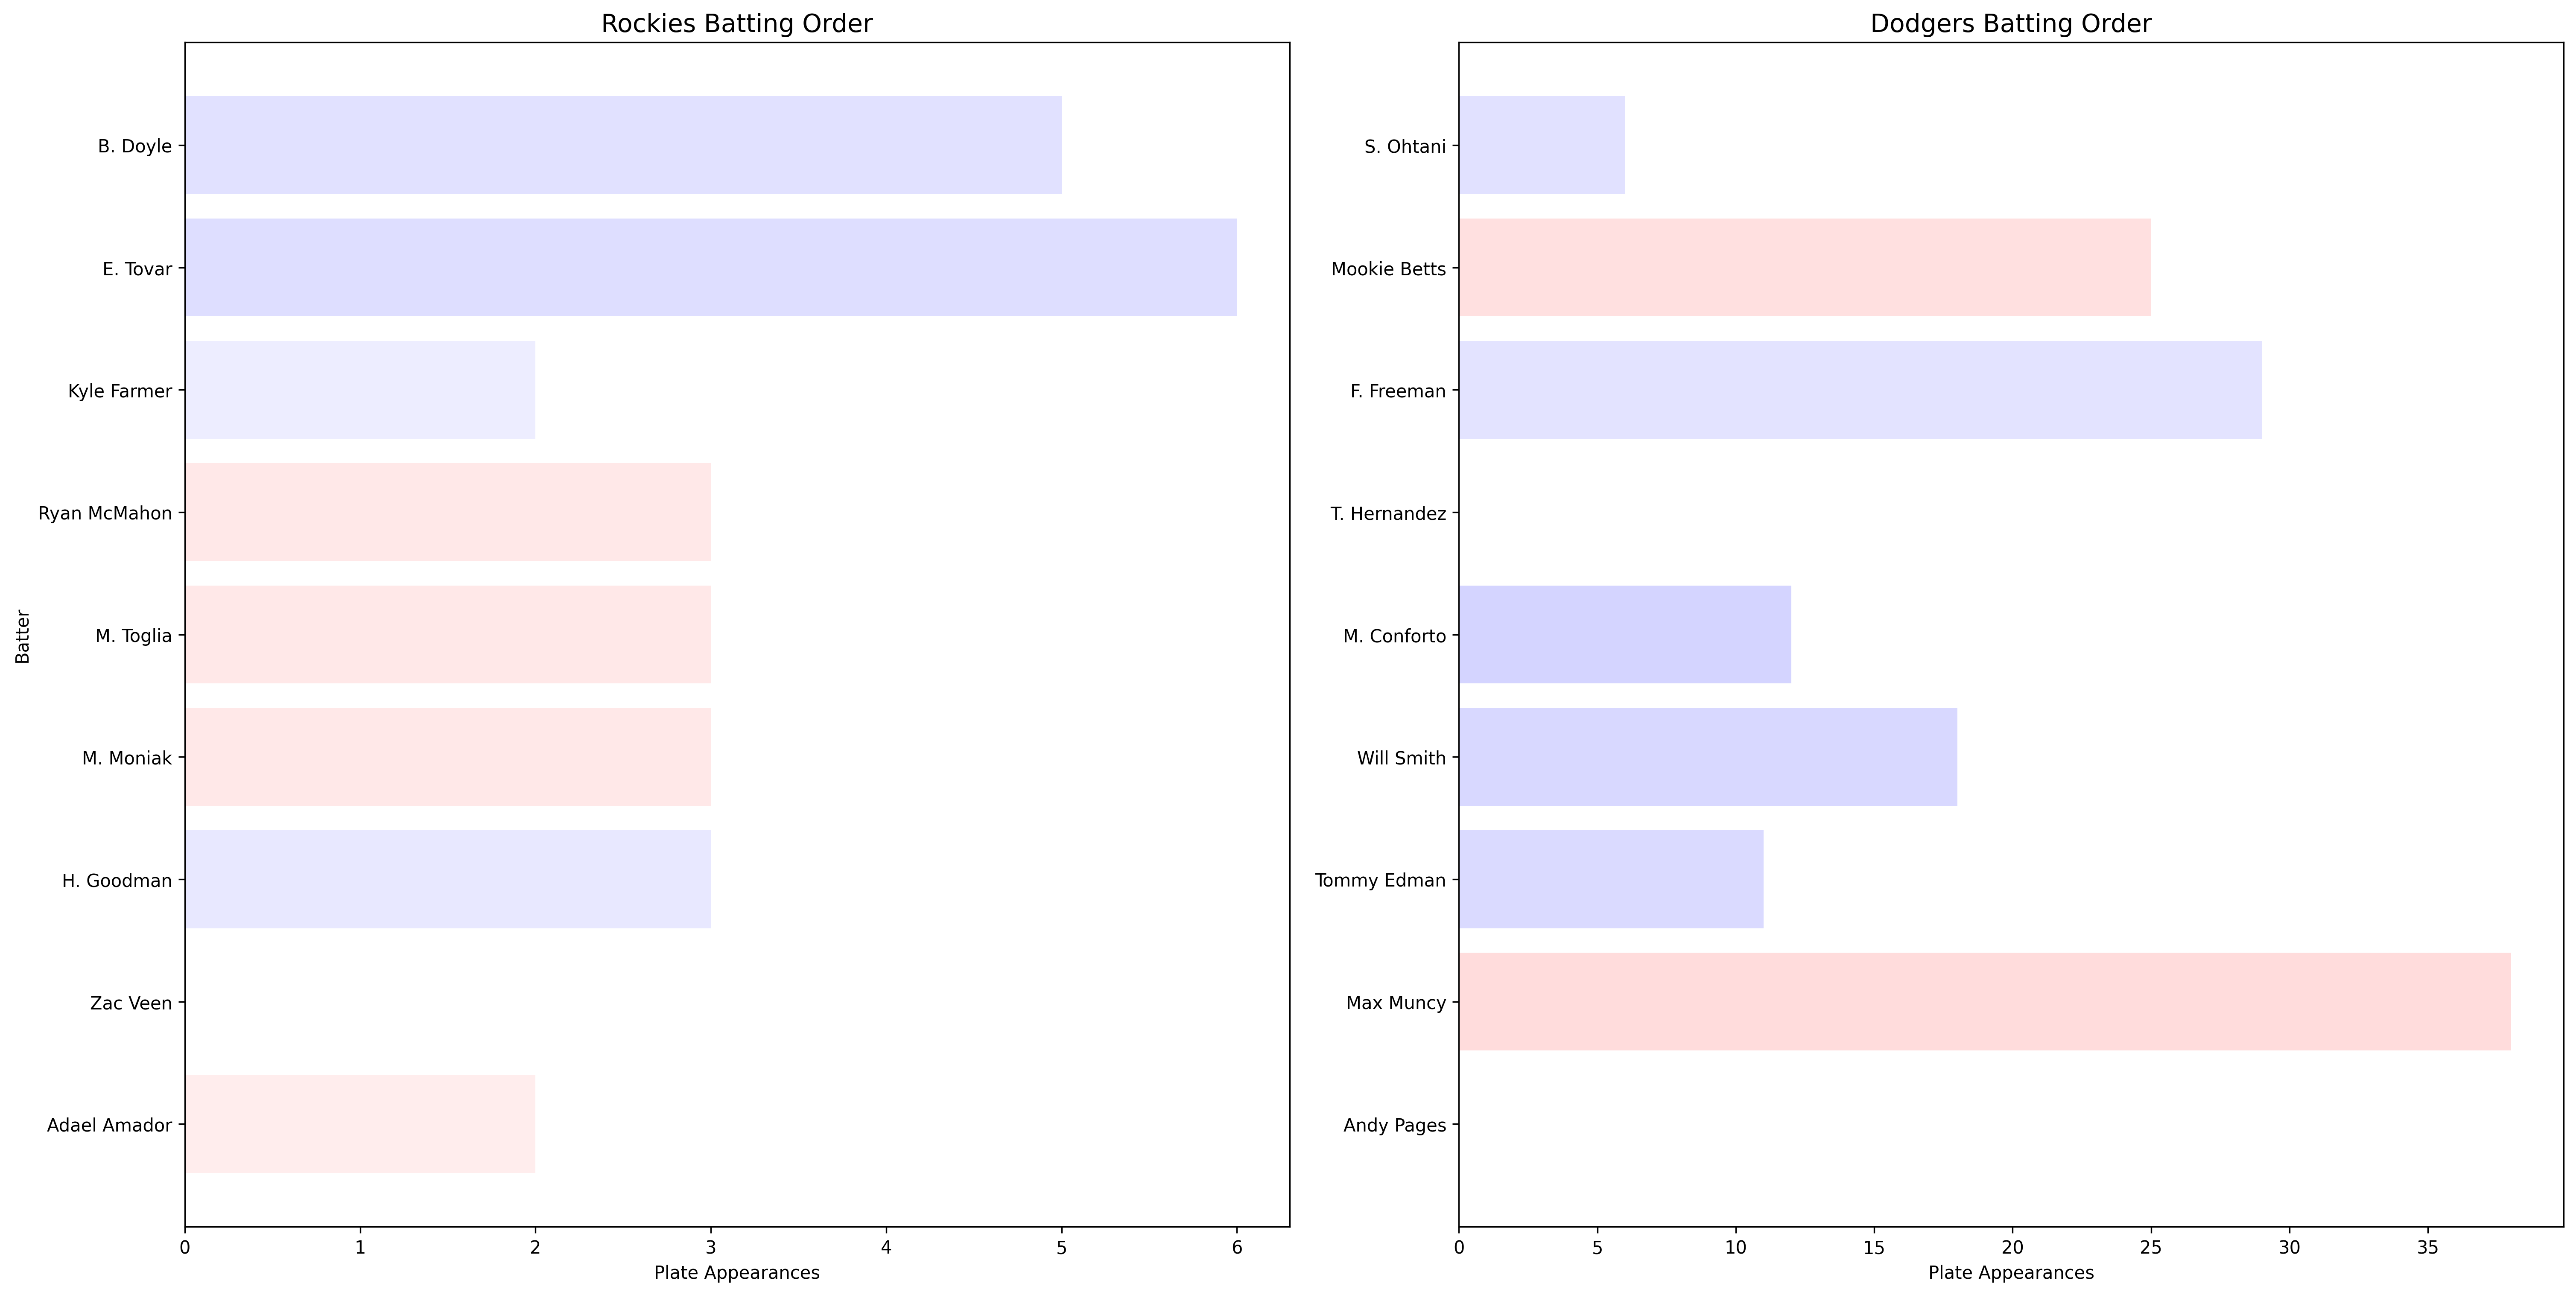 Rockies Batting Order
Batter
B. Doyle
E. Tovar
Kyle Farmer
Ryan McMahon
M. Toglia
M. Moniak
H. Goodman
Zac Veen
Adael Amador
0 1 2 3 4 5 6
Plate Appearances
Dodgers Batting Order
S. Ohtani
Mookie Betts
F. Freeman
T. Hernandez
M. Conforto
Will Smith
Tommy Edman
Max Muncy
Andy Pages
0 5 10 15 20 25 30 35
Plate Appearances